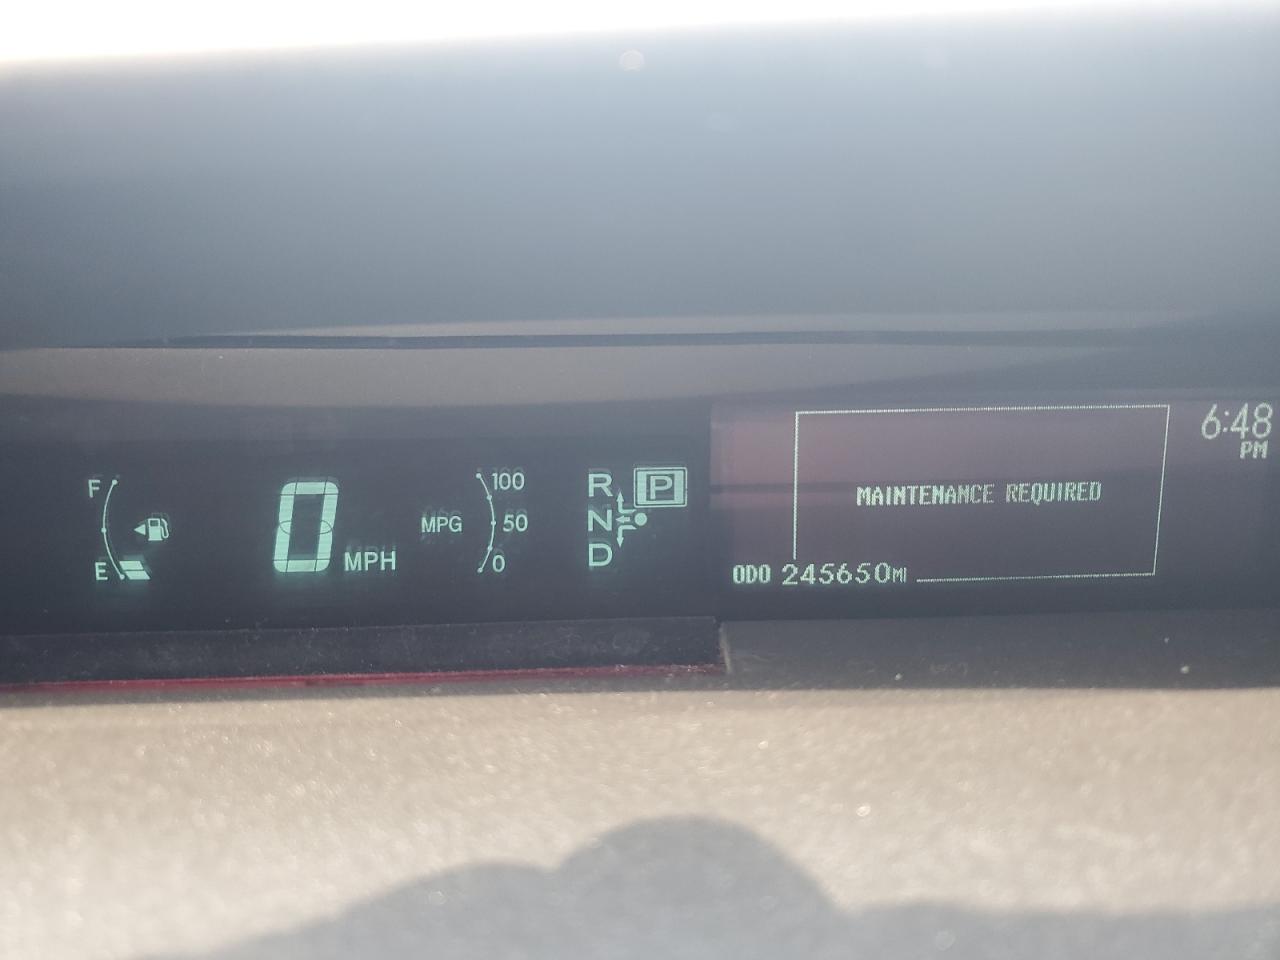 F
E
0
MPH
MPG
100
50
0
R
P
N
D
6:48
PM
MAINTENANCE REQUIRED
ODO 245650MI